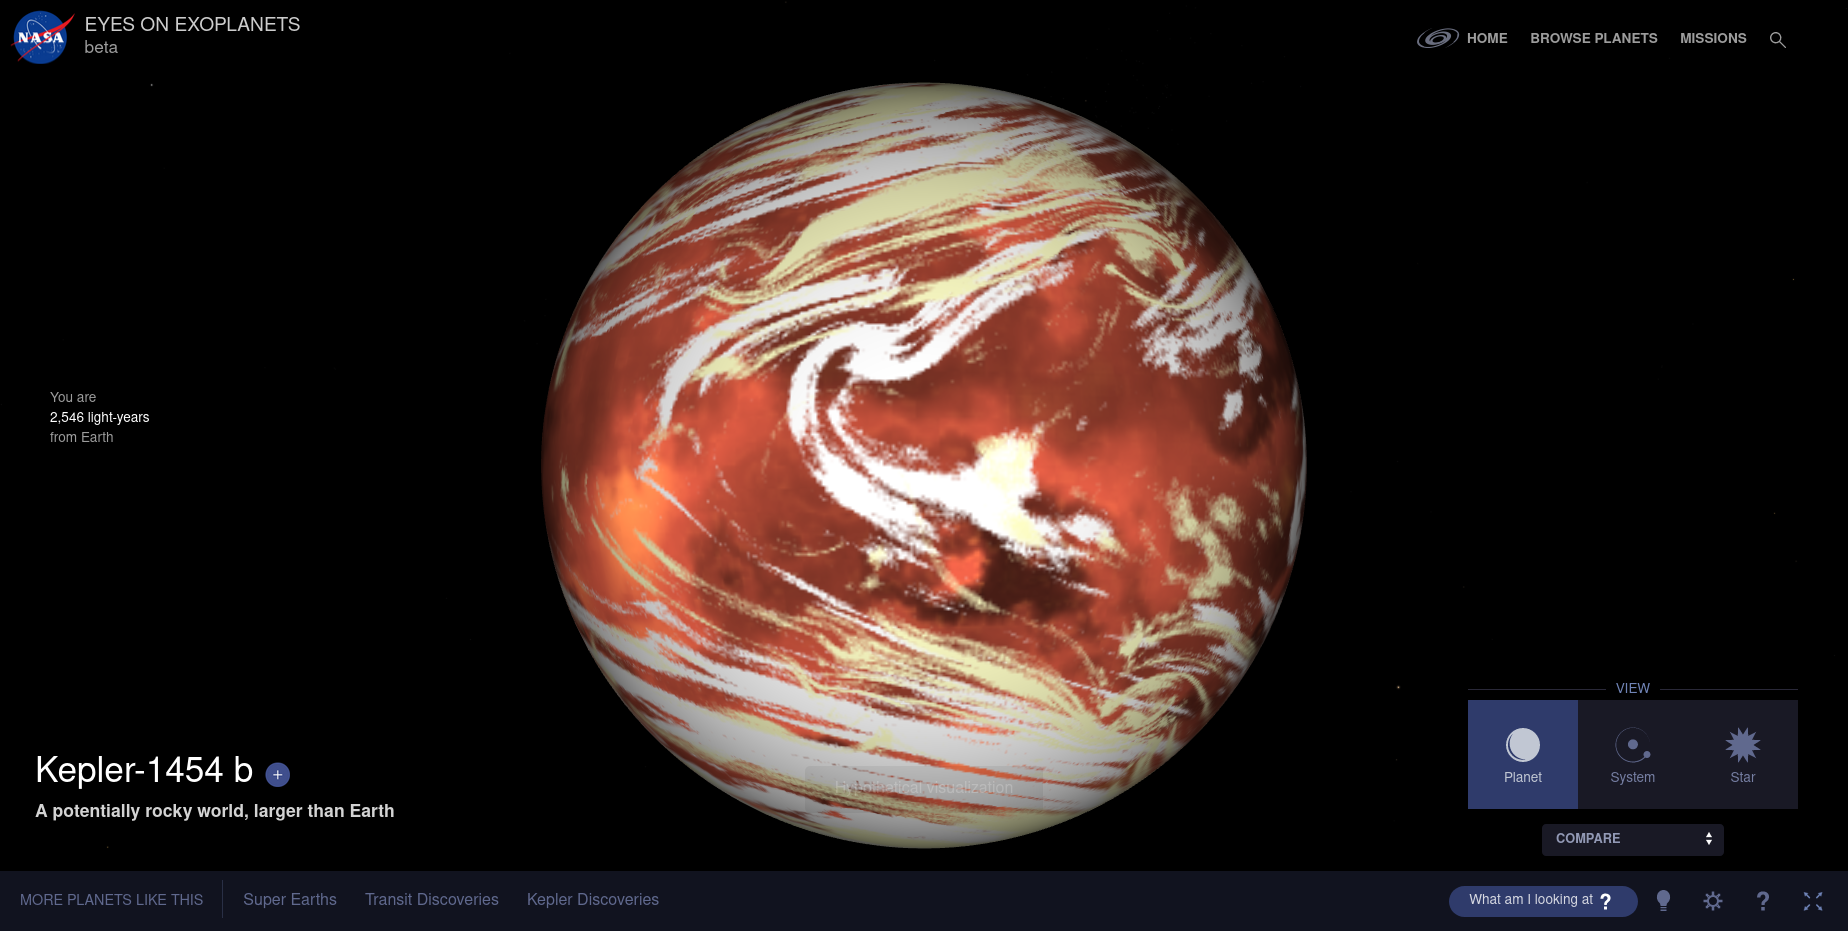 NASA
EYES ON EXOPLANETS
beta
HOME
BROWSE PLANETS
MISSIONS
You are
2,546 light-years
from Earth
Kepler-1454 b +
A potentially rocky world, larger than Earth
visualization
VIEW
Planet
System
Star
COMPARE
MORE PLANETS LIKE THIS
Super Earths
Transit Discoveries
Kepler Discoveries
What am I looking at ?
?